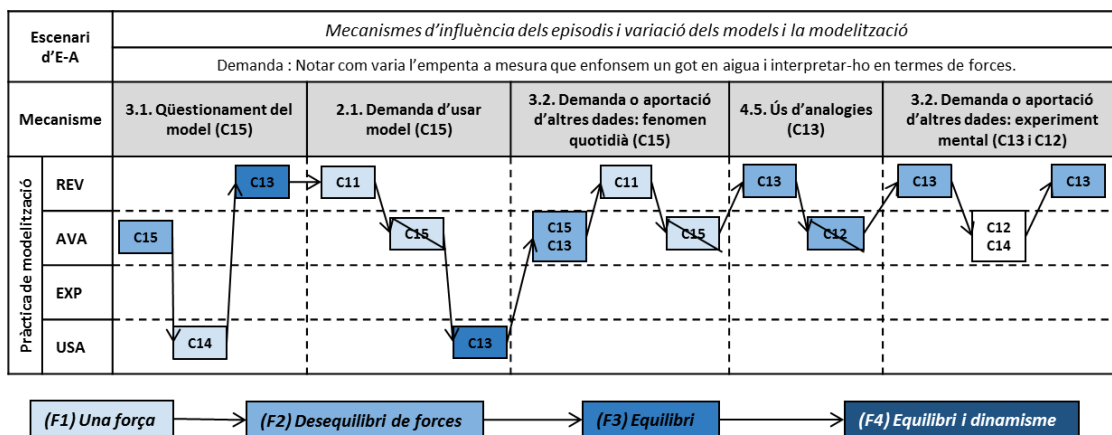 Escenari
d'E-A
Mecanismes d'influència dels episodis i variació dels models i la modelització
Demanda : Notar com varia l'empenta a mesura que enfonsem un got en aigua i interpretar-ho en termes de forces.
Mecanisme
3.1. Qüestionament del
model (C15)
2.1. Demanda d'usar
model (C15)
3.2. Demanda o aportació
d'altres dades: fenomen
quotidià (C15)
4.5. Ús d'analogies
(C13)
3.2. Demanda o aportació
d'altres dades: experiment
mental (C13 i C12)
Pràctica de modelització
REV
C13
C11
C11
C13
C13
C13
AVA
C15
C15
C15
C13
C15
C12
C12
C14
EXP
USA
C14
C13
(F1) Una força
(F2) Desequilibri de forces
(F3) Equilibri
(F4) Equilibri i dinamisme